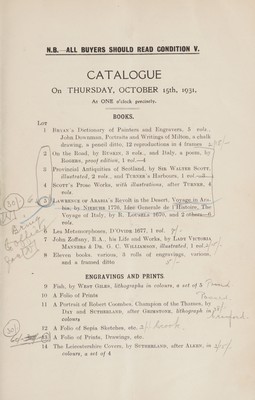 N.B.—ALL BUYERS SHOULD READ CONDITION V.
CATALOGUE
On THURSDAY, OCTOBER 15th, 1931,
At ONE o'clock precisely.
BOOKS.
Lot
1 BRYAN's Dictionary of Painters and Engravers, 3 vols.,
John Downman, Portraits and Writings of Milton, a chalk
drawing, a pencil ditto, 12 reproductions in 4 frames
2 On the Road, by RUSKIN, 3 vols., and Italy, a poem, by
ROGERS, proof edition, 1 vol.—4
3 Provincial Antiquities of Scotland, by SIR WALTER SCOTT,
illustrated, 2 vols., and TURNER's Harbours, 1 vol.—3
4 SCOTT's Prose Works, with illustrations, after TURNER, 4
vols.
5 LAWRENCE OF ARABIA's Revolt in the Desert, Voyage in Ara-
bia, by NIEBUHR 1776, Idée Generale de l'Histoire, The
Voyage of Italy, by R. LASSELS 1670, and 2 others—6
vols.
6 Les Metamorphoses, D'OVIDE 1677, 1 vol.
7 John Zoffany, R.A., his Life and Works, by LADY VICTORIA
MANNERS & DR. G. C. WILLIAMSON, illustrated, 1 vol.
8 Eleven books, various, 3 rolls of engravings, various,
and a framed ditto
ENGRAVINGS AND PRINTS.
9 Fish, by WEST GILES, lithographs in colours, a set of 5
10 A Folio of Prints
11 A Portrait of Robert Coombes, Champion of the Thames, by
DAY and SUTHERLAND, after GRIMSTONE, lithograph in
colours
12 A Folio of Sepia Sketches, etc.
13 A Folio of Prints, Drawings, etc.
14 The Leicestershire Covers, by SUTHERLAND, after ALKEN, in
colours, a set of 4